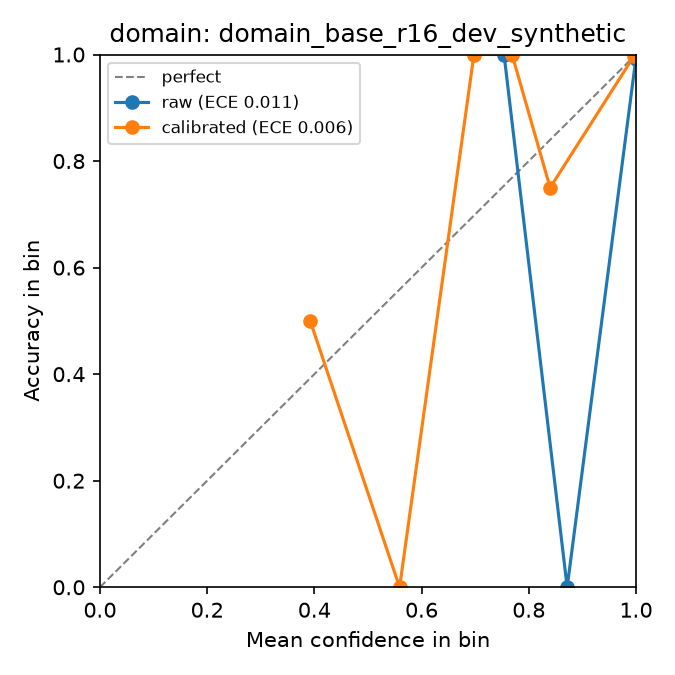 domain: domain_base_r16_dev_synthetic
perfect
raw (ECE 0.011)
calibrated (ECE 0.006)
1.0
0.8
0.6
0.4
0.2
0.0
Accuracy in bin
0.0 0.2 0.4 0.6 0.8 1.0
Mean confidence in bin